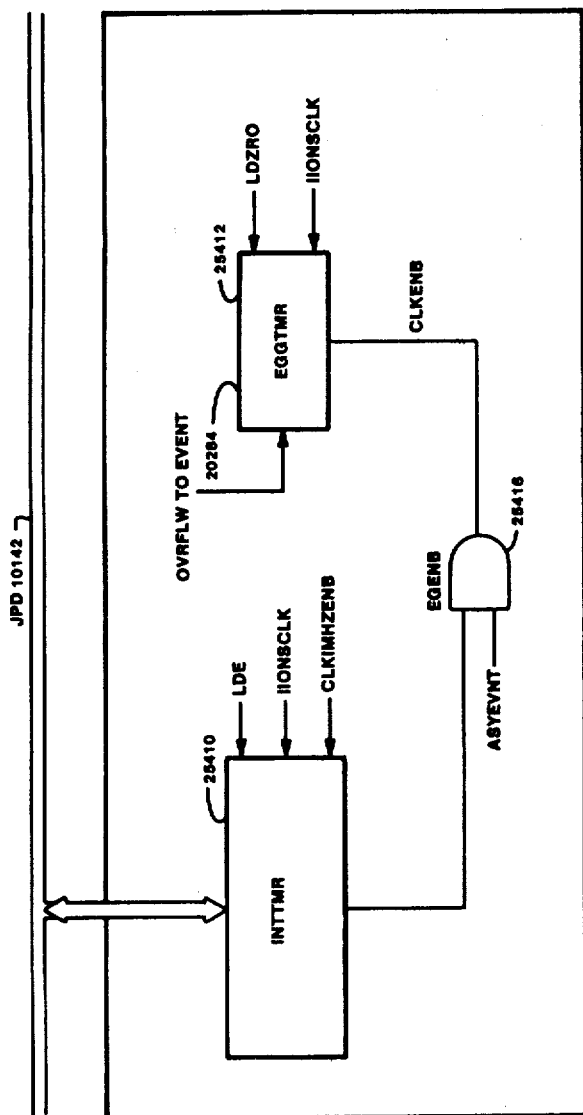 JPD 10142
25410
LDE
IIONSCLK
CLKIMHZENB
INTTMR
OVRFLW TO EVENT
20284
25412
LDZRO
IIONSCLK
EGGTMR
CLKENB
EGENB
ASYEVNT
25416